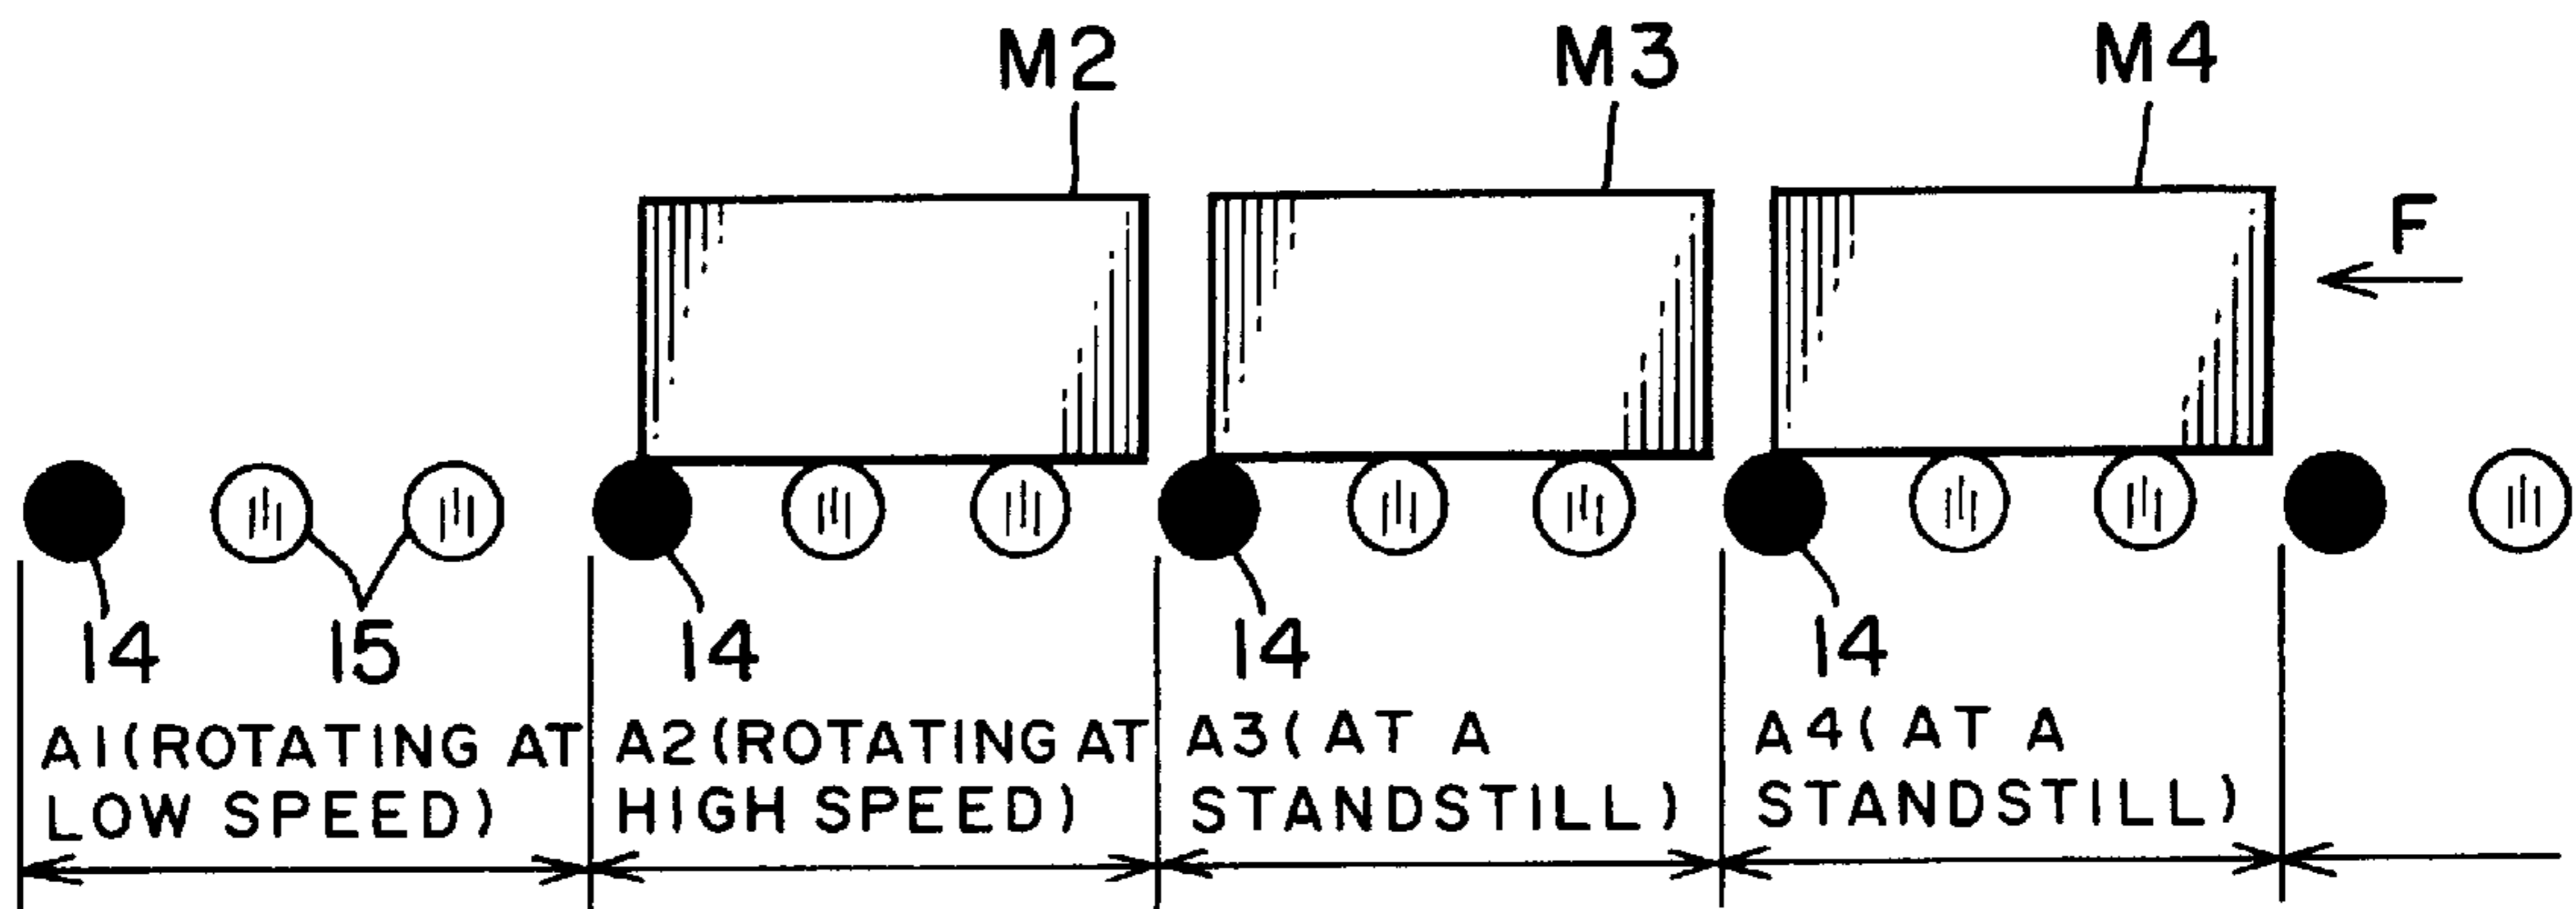 M2
M3
M4
F
14
15
14
14
14
A1(ROTATING AT
LOW SPEED)
A2(ROTATING AT
HIGH SPEED)
A3(AT A
STANDSTILL)
A4(AT A
STANDSTILL)